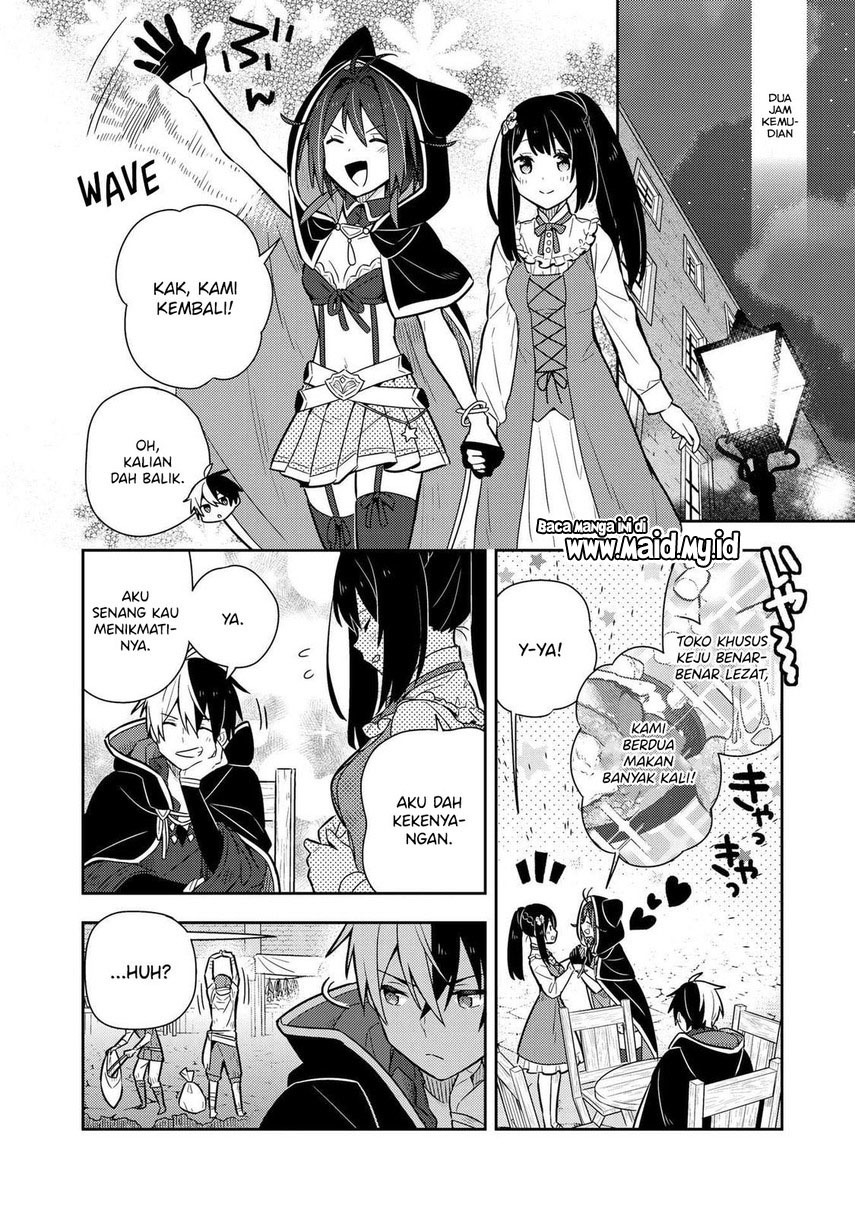 DUA
JAM
KEMU-
DIAN
ぶん
WAVE
KAK, KAMI
KEMBALI!
OH,
KALIAN
DAH BALIK.
Baca Manga ini di
www.Maid.My.id
いや〜
TOKO KHUSUS
KEJU BENAR-
BENAR LEZAT,
KAMI
BERDUA
MAKAN
BANYAK KALI!
きゃっ
きゃっ
Y-YA!
AKU DAH
KEKENYA-
NGAN.
YA.
AKU
SENANG KAU
MENIKMATI-
NYA.
...HUH?